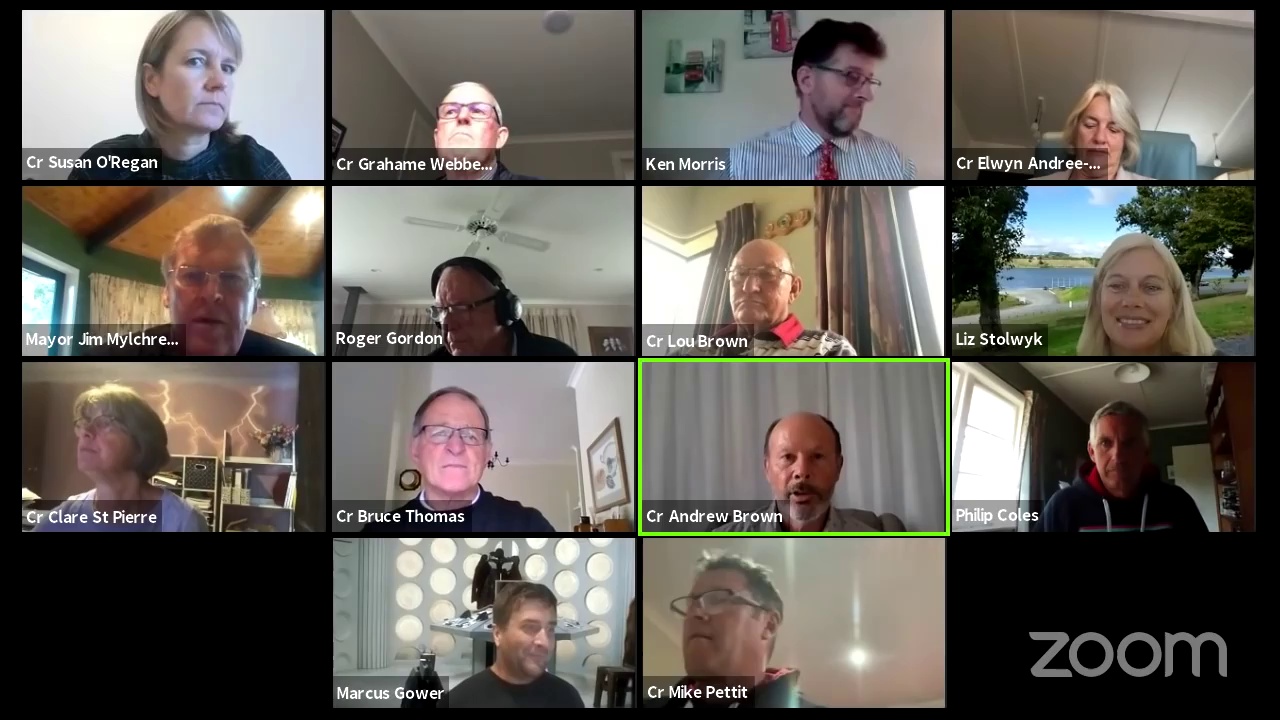 Cr Susan O'Regan
Cr Grahame Webbe...
Ken Morris
Cr Elwyn Andree-...
Mayor Jim Mylchre...
Roger Gordon
Cr Lou Brown
Liz Stolwyk
Cr Clare St Pierre
Cr Bruce Thomas
Cr Andrew Brown
Philip Coles
Marcus Gower
Cr Mike Pettit
zoom